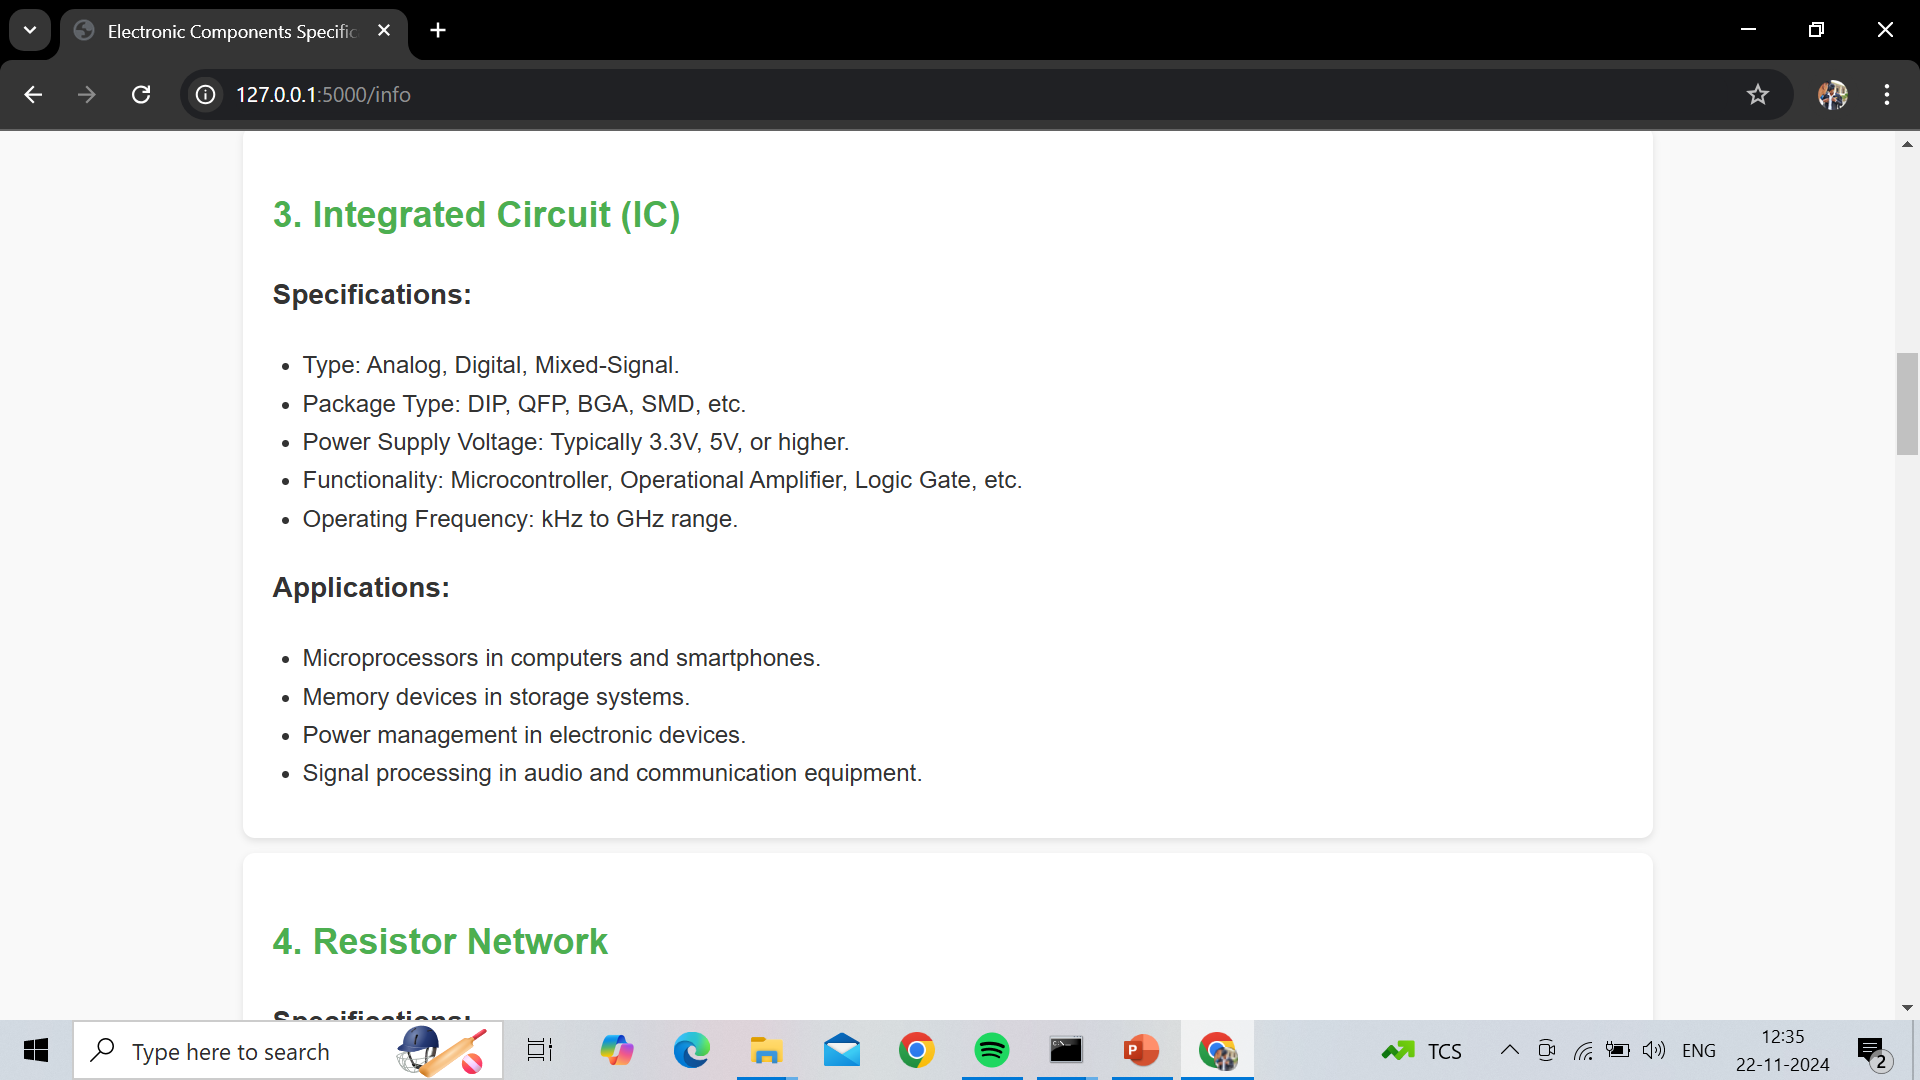 Electronic Components Specific
127.0.0.1:5000/info
3. Integrated Circuit (IC)
Specifications:
Type: Analog, Digital, Mixed-Signal.
Package Type: DIP, QFP, BGA, SMD, etc.
Power Supply Voltage: Typically 3.3V, 5V, or higher.
Functionality: Microcontroller, Operational Amplifier, Logic Gate, etc.
Operating Frequency: kHz to GHz range.
Applications:
Microprocessors in computers and smartphones.
Memory devices in storage systems.
Power management in electronic devices.
Signal processing in audio and communication equipment.
4. Resistor Network
Specifications:
Type here to search
TCS
ENG
12:35
22-11-2024
2